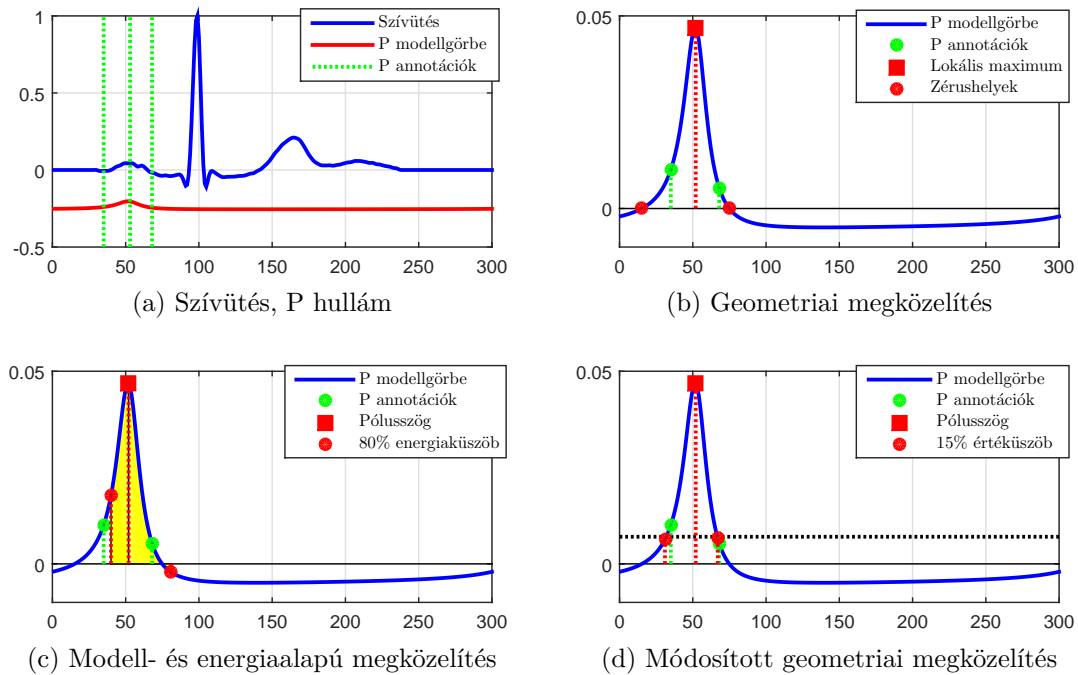 1
0.5
0
-0.5
0
50
100
150
200
250
300
Szívütés
P modellgörbe
P annotációk
(a) Szívütés, P hullám
0.05
0
0
50
100
150
200
250
300
P modellgörbe
P annotációk
Lokális maximum
Zérushelyek
(b) Geometriai megközelítés
0.05
0
0
50
100
150
200
250
300
P modellgörbe
P annotációk
Pólusszög
80% energiaküszöb
(c) Modell- és energiaalapú megközelítés
0.05
0
0
50
100
150
200
250
300
P modellgörbe
P annotációk
Pólusszög
15% értéküszöb
(d) Módosított geometriai megközelítés